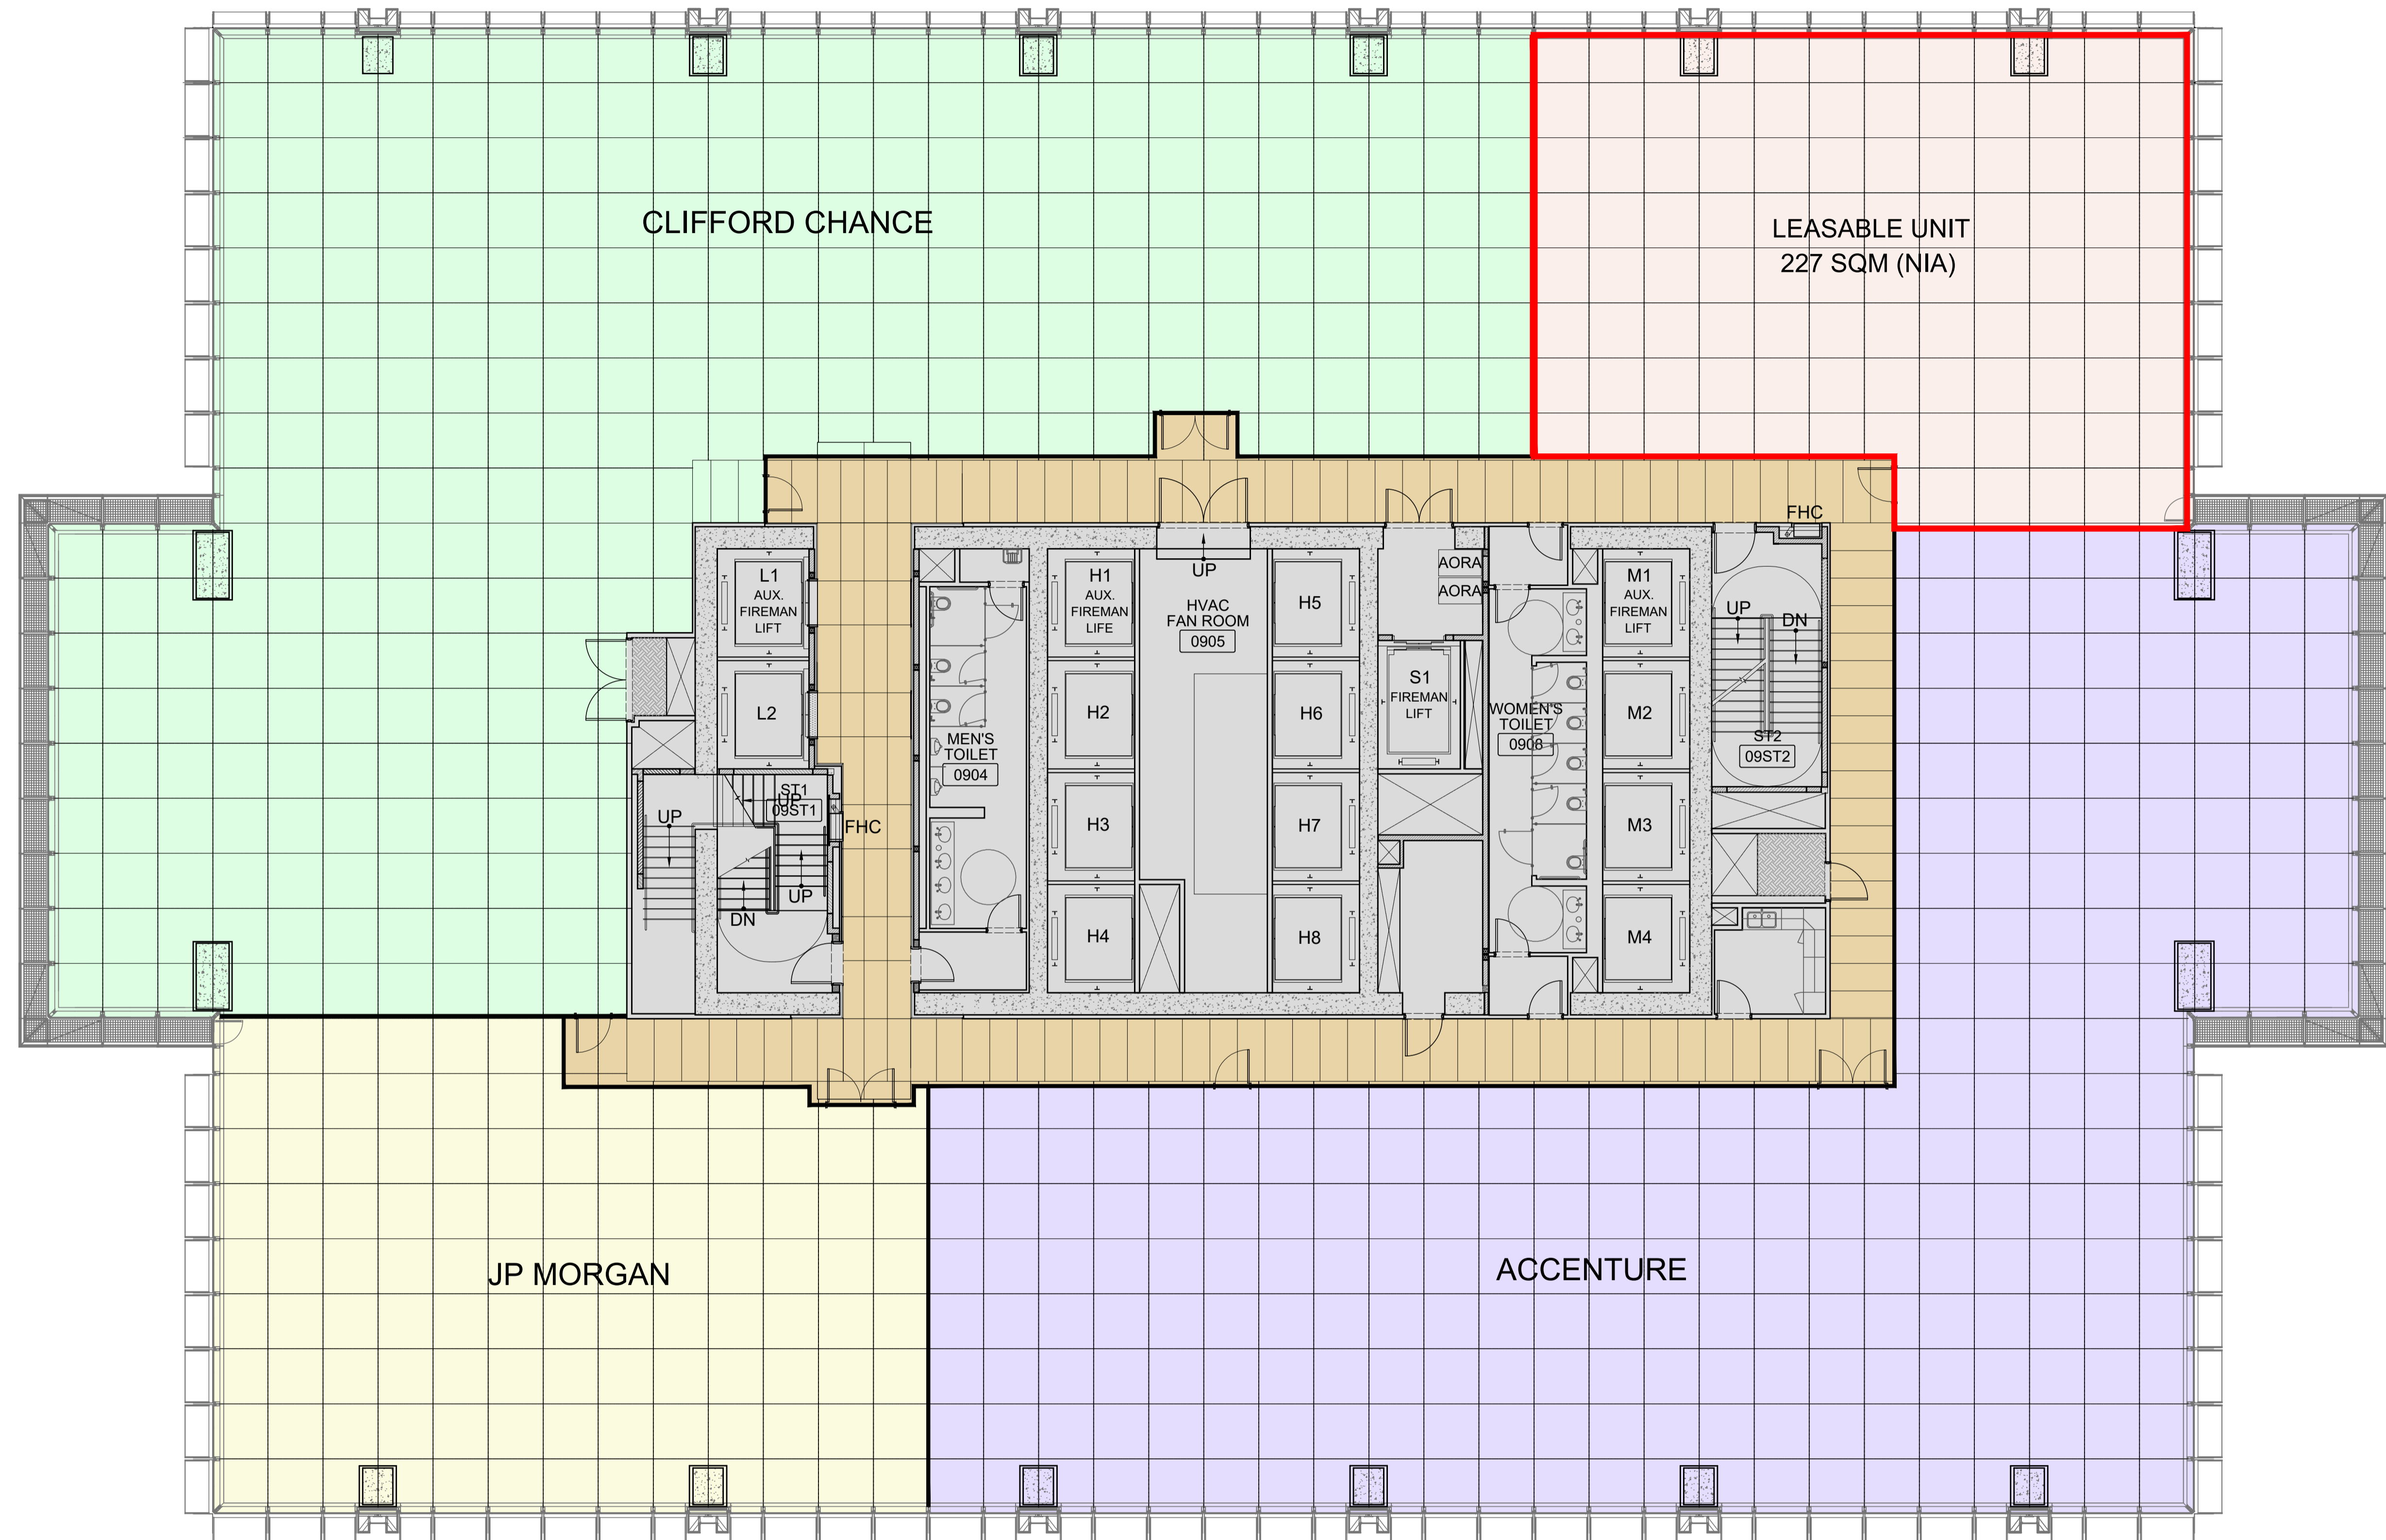 CLIFFORD CHANCE
LEASABLE UNIT
227 SQM (NIA)
FHC
L1
AUX.
FIREMAN
LIFT
L2
H1
AUX.
FIREMAN
LIFE
H2
H3
H4
UP
HVAC
FAN ROOM
0905
H5
H6
H7
H8
AORA
AORA
S1
FIREMAN
LIFT
WOMEN'S
TOILET
0908
M1
AUX.
FIREMAN
LIFT
M2
M3
M4
UP
DN
ST2
09ST2
MEN'S
TOILET
0904
ST1
UP
09ST1
UP
FHC
UP
DN
JP MORGAN
ACCENTURE